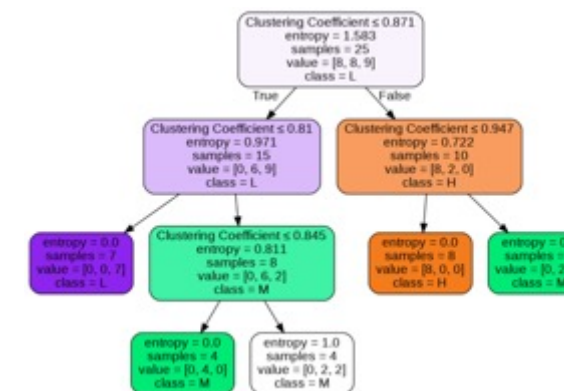 Clustering Coefficient ≤ 0.871
entropy = 1.583
samples = 25
value = [8, 8, 9]
class = L
True
False
Clustering Coefficient ≤ 0.81
entropy = 0.971
samples = 15
value = [0, 6, 9]
class = L
Clustering Coefficient ≤ 0.947
entropy = 0.722
samples = 10
value = [8, 2, 0]
class = H
entropy = 0.0
samples = 7
value = [0, 0, 7]
class = L
Clustering Coefficient ≤ 0.845
entropy = 0.811
samples = 8
value = [0, 6, 2]
class = M
entropy = 0.0
samples = 8
value = [8, 0, 0]
class = H
entropy =
samples =
value = [0, 2
class =
entropy = 0.0
samples = 4
value = [0, 4, 0]
class = M
entropy = 1.0
samples = 4
value = [0, 2, 2]
class = M